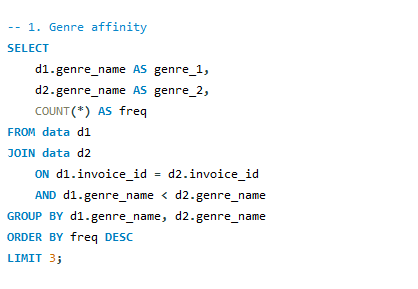 -- 1. Genre affinity
SELECT
    d1.genre_name AS genre_1,
    d2.genre_name AS genre_2,
    COUNT(*) AS freq
FROM data d1
JOIN data d2
    ON d1.invoice_id = d2.invoice_id
    AND d1.genre_name < d2.genre_name
GROUP BY d1.genre_name, d2.genre_name
ORDER BY freq DESC
LIMIT 3;